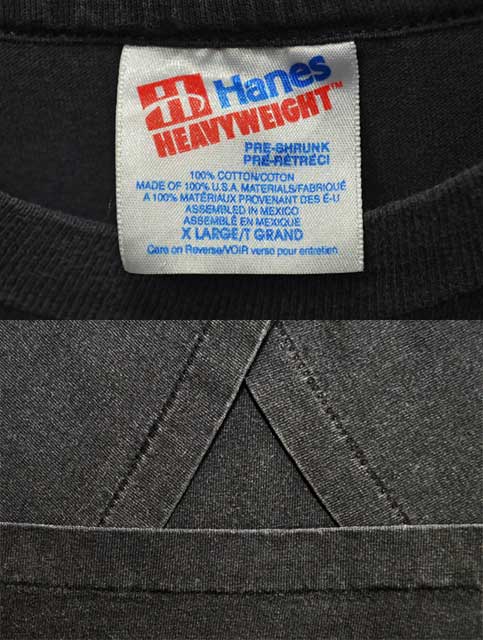 Hanes
HEAVYWEIGHT™
PRE-SHRUNK
PRÉ-RÉTRÉCI
100% COTTON/COTON
MADE OF 100% U.S.A. MATERIALS/FABRIQUÉ
A 100% MATÉRIAUX PROVENANT DES É-U
ASSEMBLED IN MEXICO
ASSEMBLÉ EN MEXIQUE
X LARGE/T GRAND
Care on Reverse/VOIR verso pour entretien